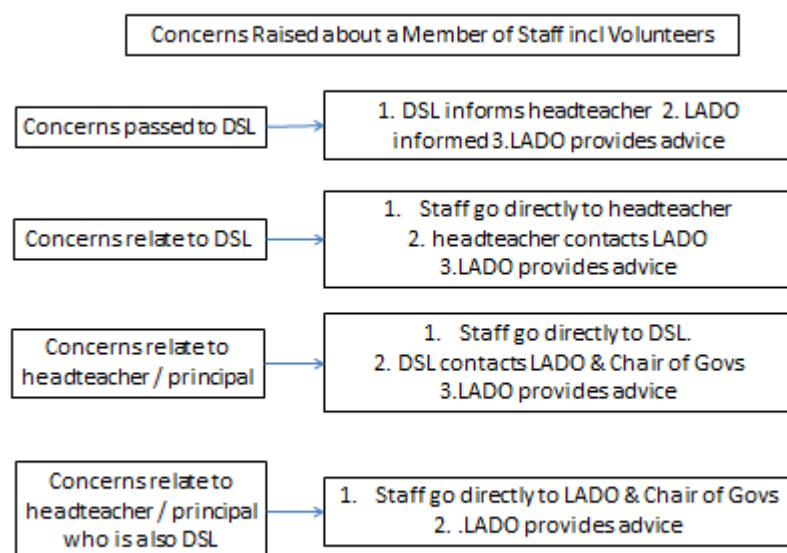 Concerns Raised about a Member of Staff incl Volunteers
Concerns passed to DSL
1. DSL informs headteacher 2. LADO
informed 3.LADO provides advice
Concerns relate to DSL
1. Staff go directly to headteacher
2. headteacher contacts LADO
3.LADO provides advice
Concerns relate to
headteacher / principal
1. Staff go directly to DSL.
2. DSL contacts LADO & Chair of Govs
3.LADO provides advice
Concerns relate to
headteacher / principal
who is also DSL
1. Staff go directly to LADO & Chair of Govs
2. .LADO provides advice